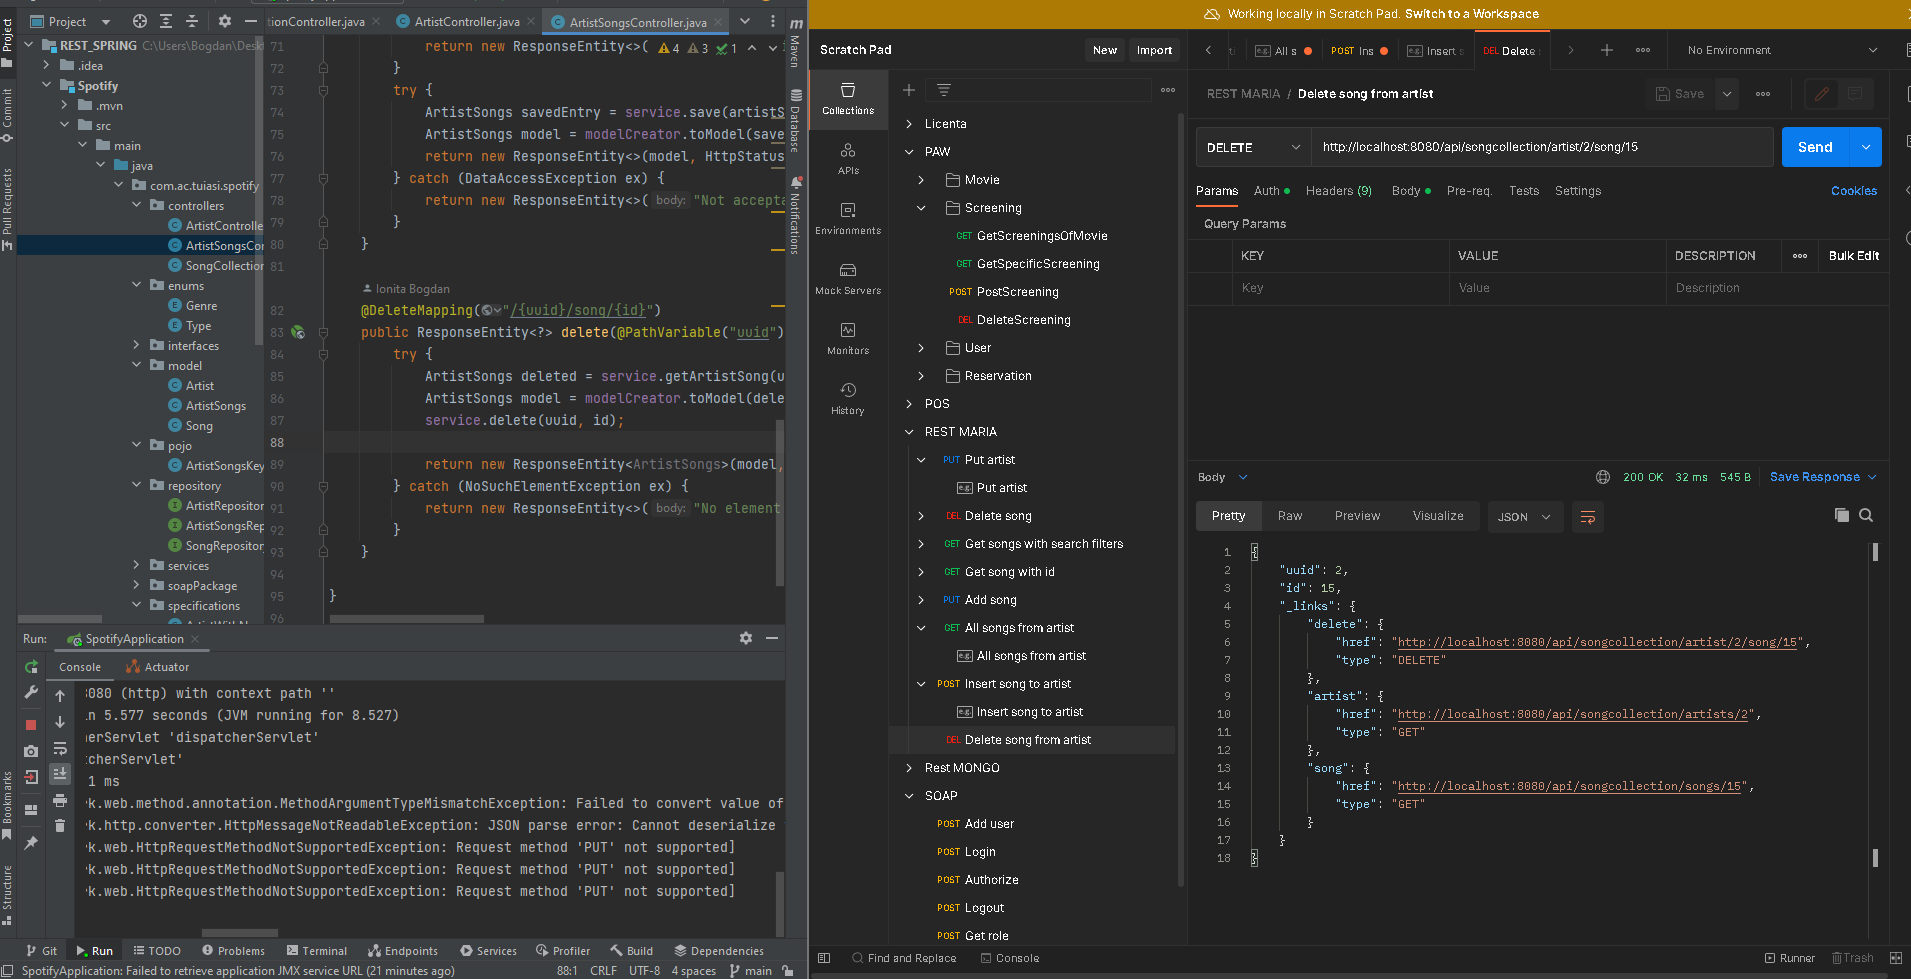 Project
REST_SPRING C:\Users\Bogdan\Desk
.idea
Spotify
.mvn
src
main
java
com.ac.tuiasi.spotify
controllers
ArtistControlle
ArtistSongsCor
SongCollection
enums
Genre
Type
interfaces
model
Artist
ArtistSongs
Song
pojo
ArtistSongsKey
repository
ArtistRepositor
ArtistSongsRep
SongRepository
services
soapPackage
specifications
Project
Commit
Pull Requests
Bookmarks
Structure
tionController.java
ArtistController.java
ArtistSongsController.java
Maven
Database
Notifications
71 return new ResponseEntity<>( 4 3 1
72 }
73 try {
74 ArtistSongs savedEntry = service.save(artistS
75 ArtistSongs model = modelCreator.toModel(save
76 return new ResponseEntity<>(model, HttpStatus
77 } catch (DataAccessException ex) {
78 return new ResponseEntity<>( body: "Not accepta
79 }
80 }
81
Ionita Bogdan
82 @DeleteMapping("/{uuid}/song/{id}")
83 public ResponseEntity<?> delete(@PathVariable("uuid")
84 try {
85 ArtistSongs deleted = service.getArtistSong(u
86 ArtistSongs model = modelCreator.toModel(dele
87 service.delete(uuid, id);
88
89 return new ResponseEntity<ArtistSongs>(model,
90 } catch (NoSuchElementException ex) {
91 return new ResponseEntity<>( body: "No element
92 }
93 }
94
95 }
96
Run: SpotifyApplication
Console Actuator
8080 (http) with context path ''
in 5.577 seconds (JVM running for 8.527)
herServlet 'dispatcherServlet'
tcherServlet'
1 ms
rk.web.method.annotation.MethodArgumentTypeMismatchException: Failed to convert value of
rk.http.converter.HttpMessageNotReadableException: JSON parse error: Cannot deserialize
rk.web.HttpRequestMethodNotSupportedException: Request method 'PUT' not supported]
rk.web.HttpRequestMethodNotSupportedException: Request method 'PUT' not supported]
rk.web.HttpRequestMethodNotSupportedException: Request method 'PUT' not supported]
Git Run TODO Problems Terminal Endpoints Services Profiler Build Dependencies
SpotifyApplication: Failed to retrieve application JMX service URL (21 minutes ago) 88:1 CRLF UTF-8 4 spaces main
Working locally in Scratch Pad. Switch to a Workspace
Scratch Pad New Import
Collections
APIs
Environments
Mock Servers
Monitors
History
Licenta
PAW
Movie
Screening
GET GetScreeningsOfMovie
GET GetSpecificScreening
POST PostScreening
DEL DeleteScreening
User
Reservation
POS
REST MARIA
PUT Put artist
e.g. Put artist
DEL Delete song
GET Get songs with search filters
GET Get song with id
PUT Add song
GET All songs from artist
e.g. All songs from artist
POST Insert song to artist
e.g. Insert song to artist
DEL Delete song from artist
Rest MONGO
SOAP
POST Add user
POST Login
POST Authorize
POST Logout
POST Get role
e.g. All s POST Ins e.g. Insert s DEL Delete No Environment
REST MARIA / Delete song from artist Save
DELETE http://localhost:8080/api/songcollection/artist/2/song/15 Send
Params Auth Headers (9) Body Pre-req. Tests Settings Cookies
Query Params
KEY VALUE DESCRIPTION Bulk Edit
Key Value Description
Body 200 OK 32 ms 545 B Save Response
Pretty Raw Preview Visualize JSON
1 {
2 "uuid": 2,
3 "id": 15,
4 "_links": {
5 "delete": {
6 "href": "http://localhost:8080/api/songcollection/artist/2/song/15",
7 "type": "DELETE"
8 },
9 "artist": {
10 "href": "http://localhost:8080/api/songcollection/artists/2",
11 "type": "GET"
12 },
13 "song": {
14 "href": "http://localhost:8080/api/songcollection/songs/15",
15 "type": "GET"
16 }
17 }
18 }
Find and Replace Console Runner Trash